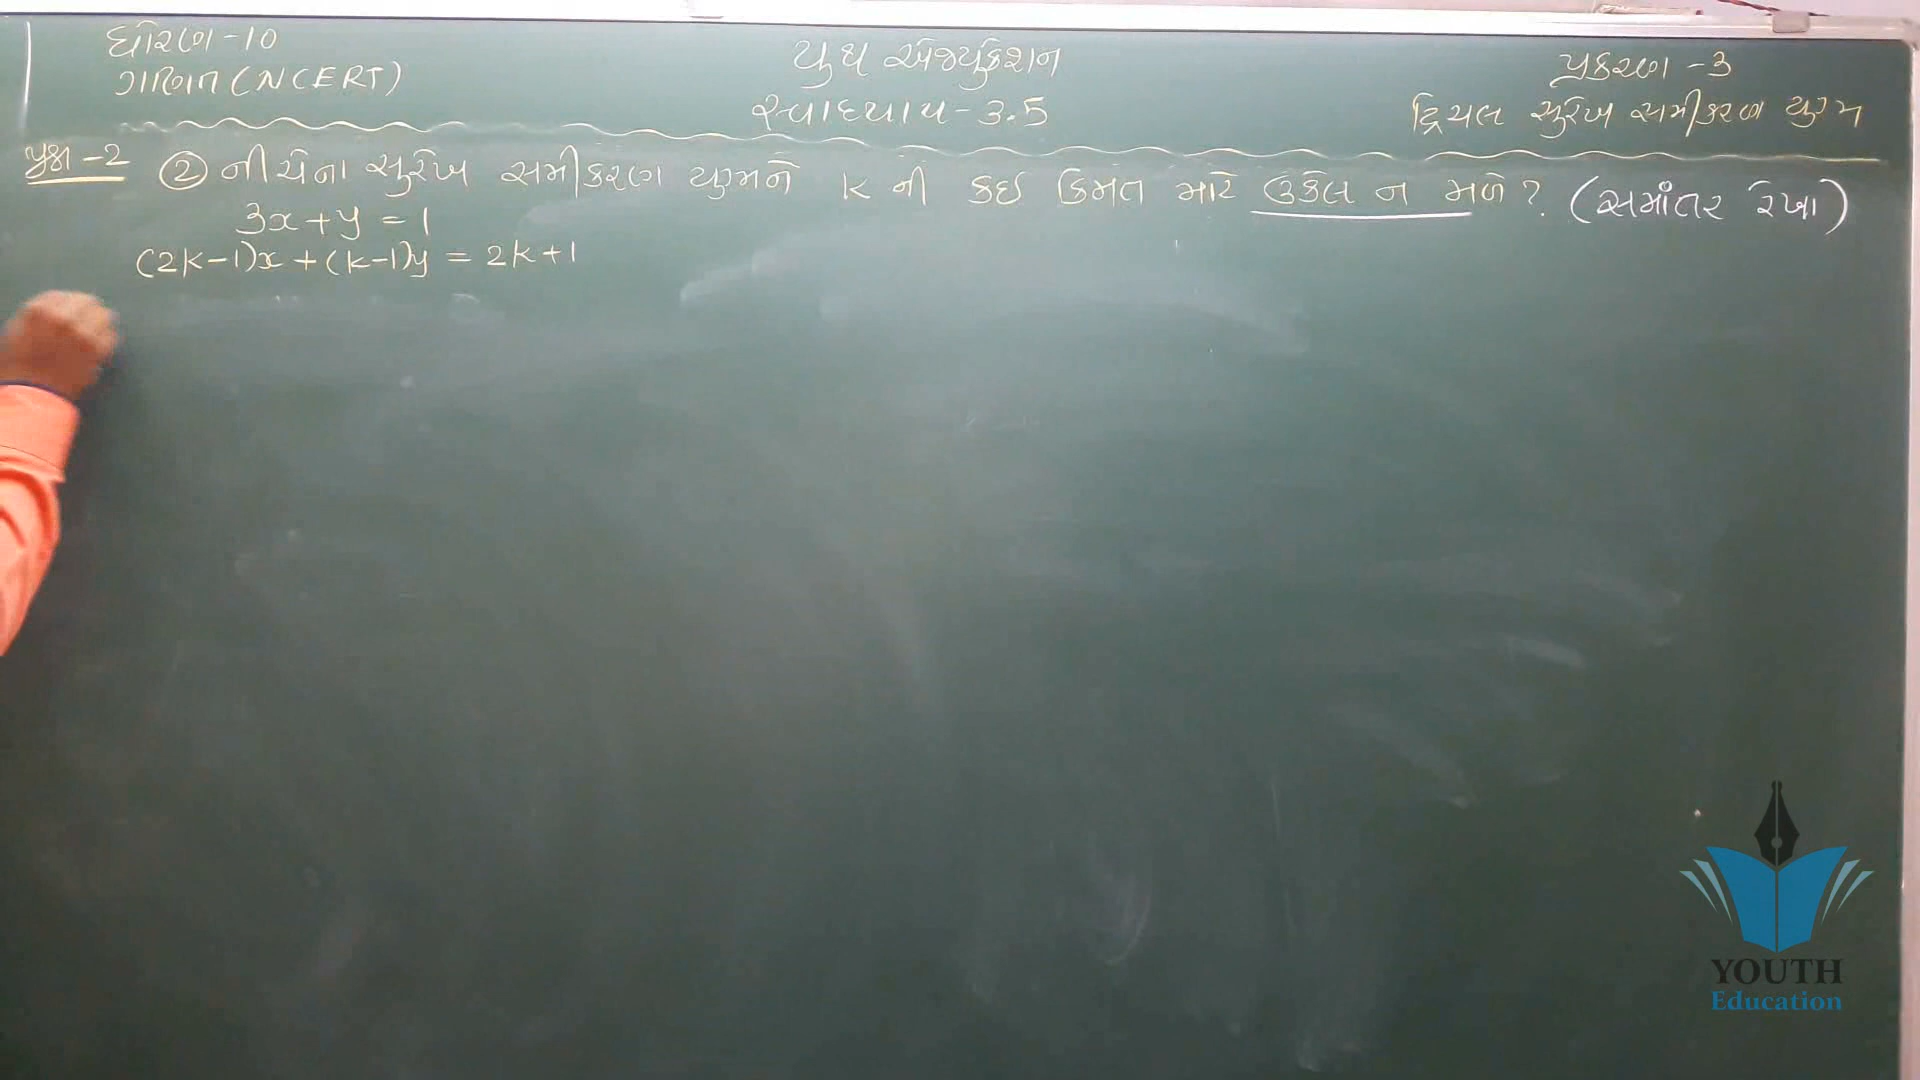 ધોરણ-10
ગણિત (NCERT)
યુથ એજ્યુકેશન
સ્વાધ્યાય-3.5
પ્રકરણ-3
દ્વિચલ સુરેખ સમીકરણ યુગ્મ
પ્રશ્ન-2 ② નીચેના સુરેખ સમીકરણ યુગ્મને k ની કઇ કિમત માટે ઉકેલ ન મળે? (સમાંતર રેખા)
3x+y = 1
(2k-1)x + (k-1)y = 2k+1
YOUTH
Education